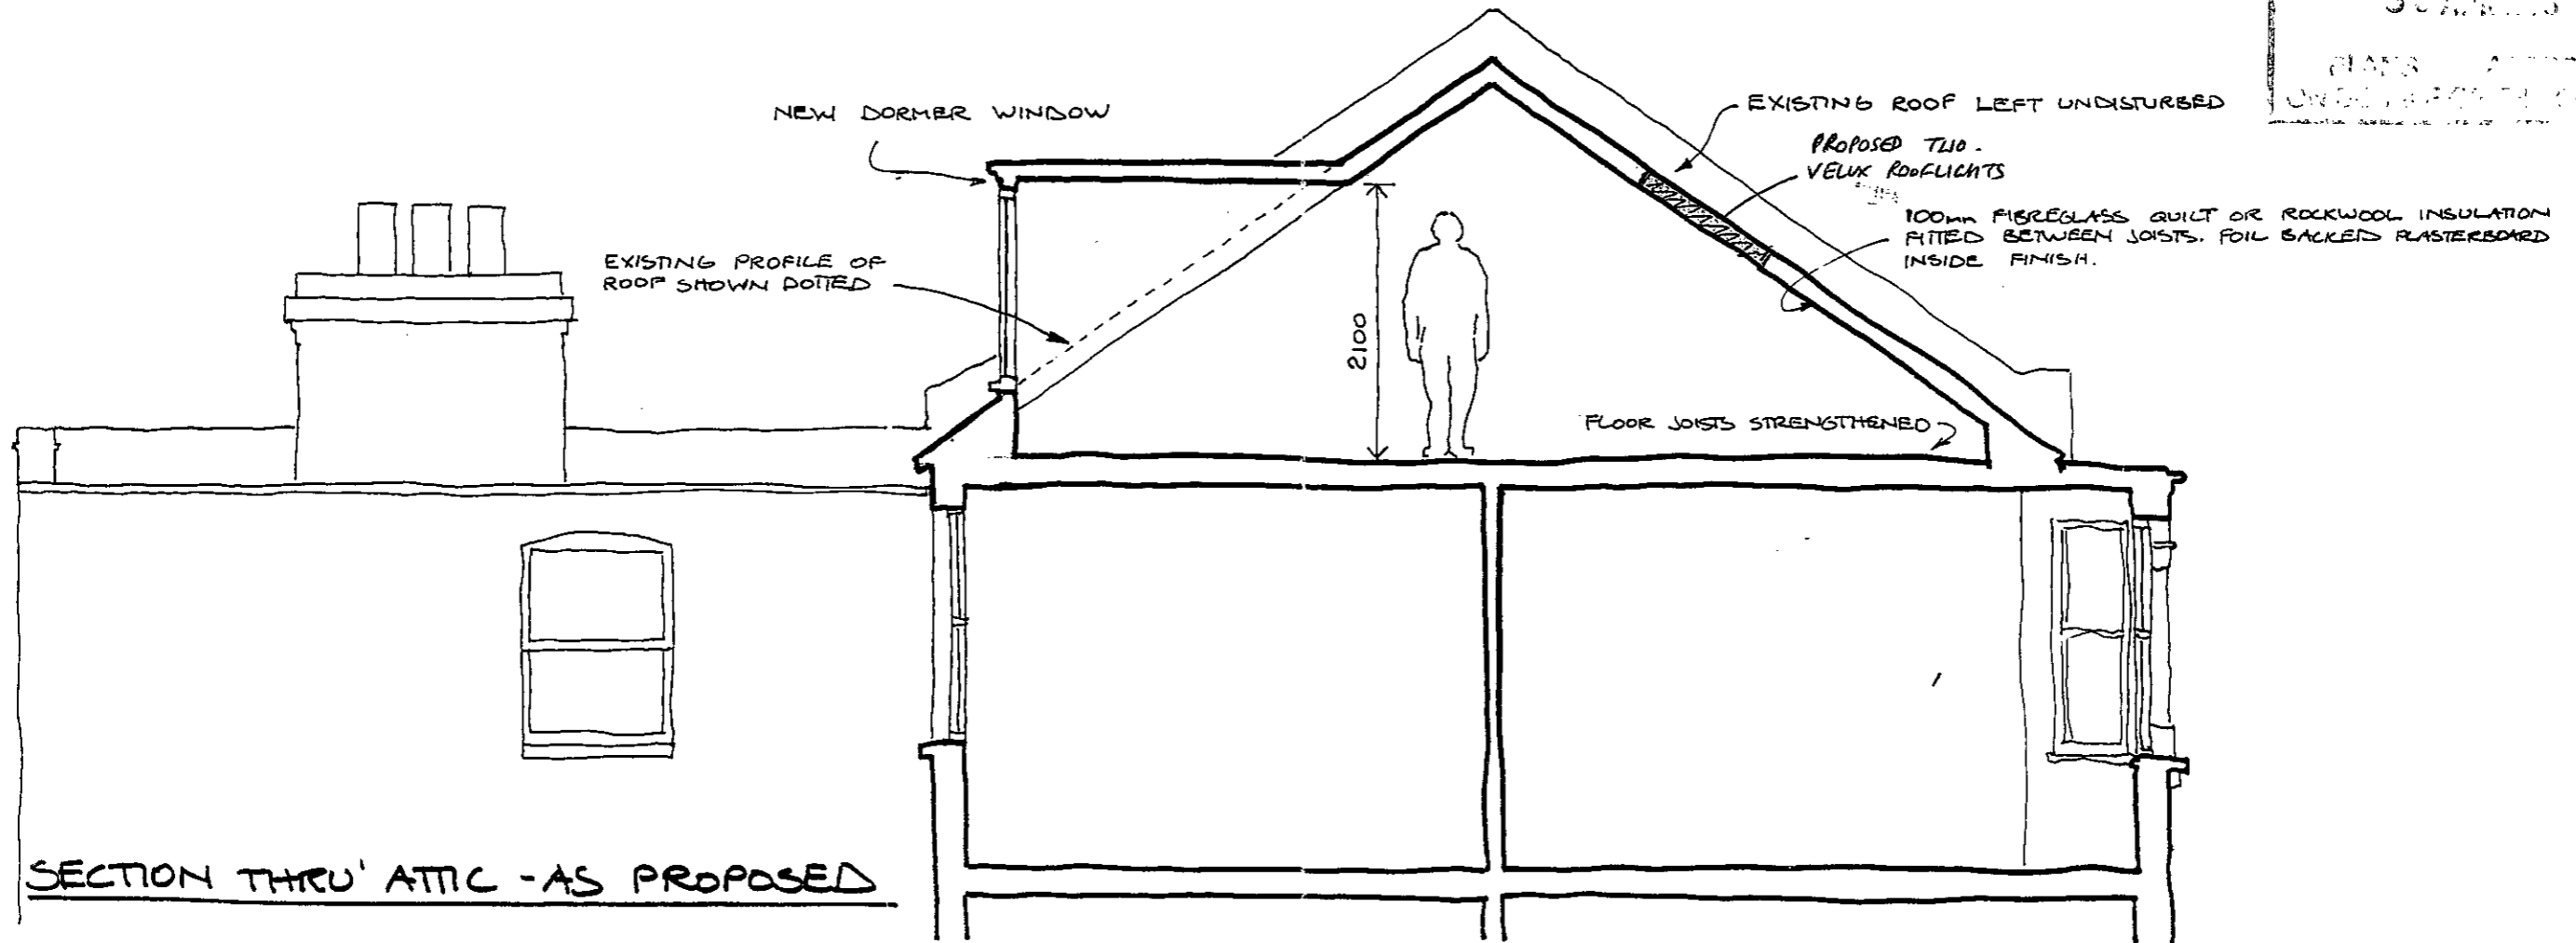 NEW DORMER WINDOW
EXISTING ROOF LEFT UNDISTURBED
PROPOSED TWO.
VELUX ROOFLIGHTS
100mm FIBREGLASS QUILT OR ROCKWOOL INSULATION
FITTED BETWEEN JOISTS. FOIL BACKED PLASTERBOARD
INSIDE FINISH.
EXISTING PROFILE OF
ROOF SHOWN DOTTED
2100
FLOOR JOISTS STRENGTHENED
SECTION THRU' ATTIC - AS PROPOSED
PLANS